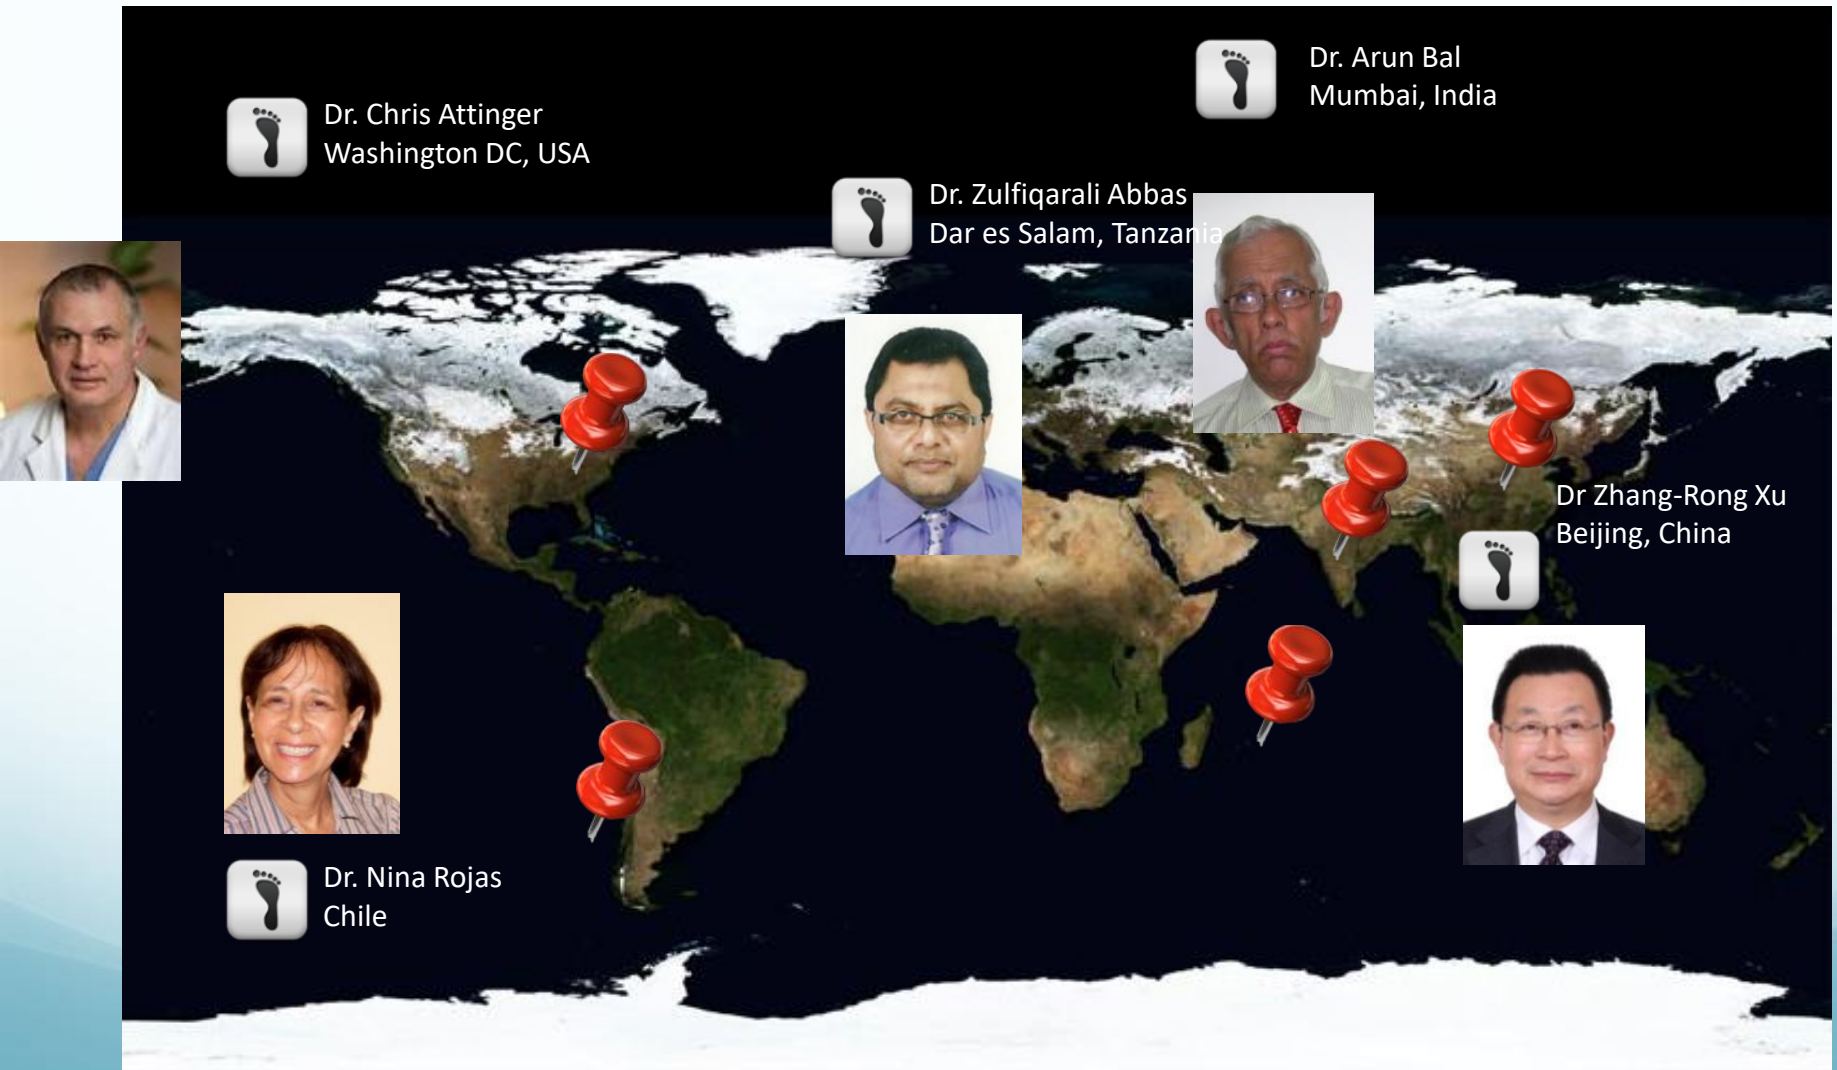 Dr. Chris Attinger
Washington DC, USA
Dr. Arun Bal
Mumbai, India
Dr. Zulfiqarali Abbas
Dar es Salam, Tanzania
Dr Zhang-Rong Xu
Beijing, China
Dr. Nina Rojas
Chile